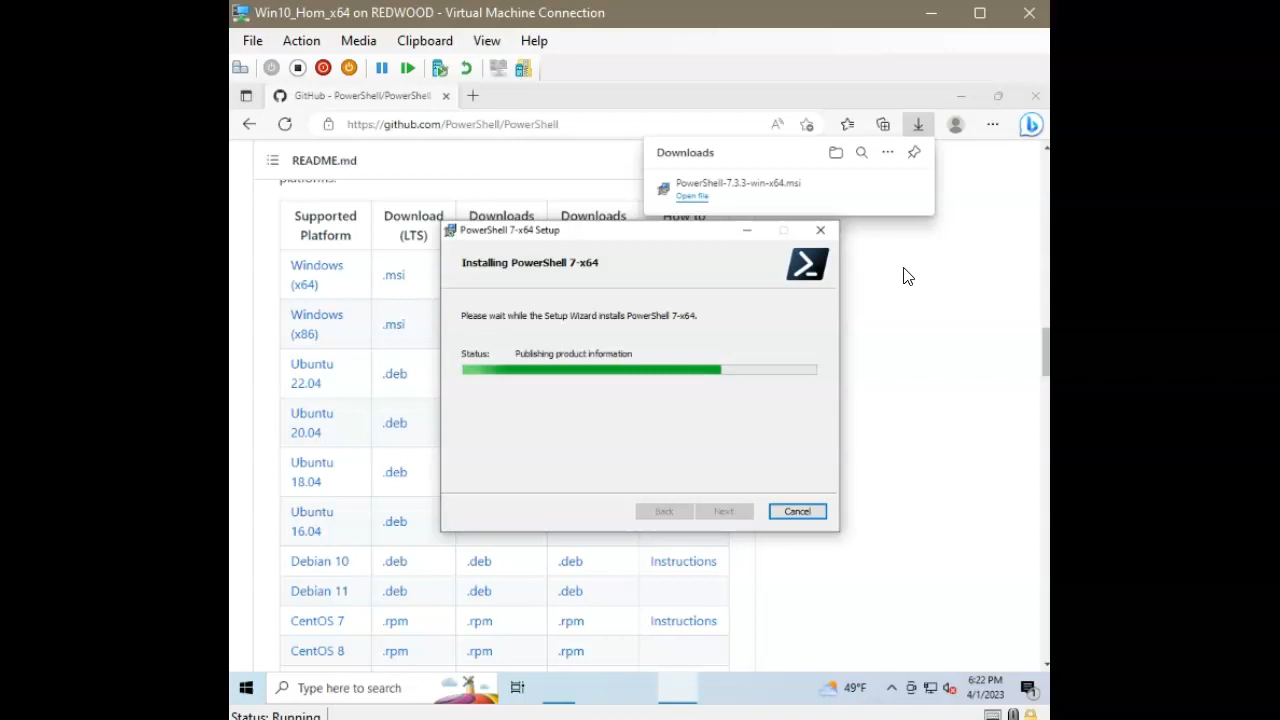 Win10_Hom_x64 on REDWOOD - Virtual Machine Connection
File Action Media Clipboard View Help
GitHub - PowerShell/PowerShell
https://github.com/PowerShell/PowerShell
README.md
Downloads
PowerShell-7.3.3-win-x64.msi
Open file
platforms:
Supported Platform
Download (LTS)
Downloads
Downloads
How to
Windows (x64) .msi
Windows (x86) .msi
Ubuntu 22.04 .deb
Ubuntu 20.04 .deb
Ubuntu 18.04 .deb
Ubuntu 16.04 .deb
Debian 10 .deb .deb .deb Instructions
Debian 11 .deb .deb .deb
CentOS 7 .rpm .rpm .rpm Instructions
CentOS 8 .rpm .rpm .rpm
PowerShell 7-x64 Setup
Installing PowerShell 7-x64
Please wait while the Setup Wizard installs PowerShell 7-x64.
Status: Publishing product information
Back Next Cancel
Type here to search
49°F
6:22 PM
4/1/2023
1
Status: Running